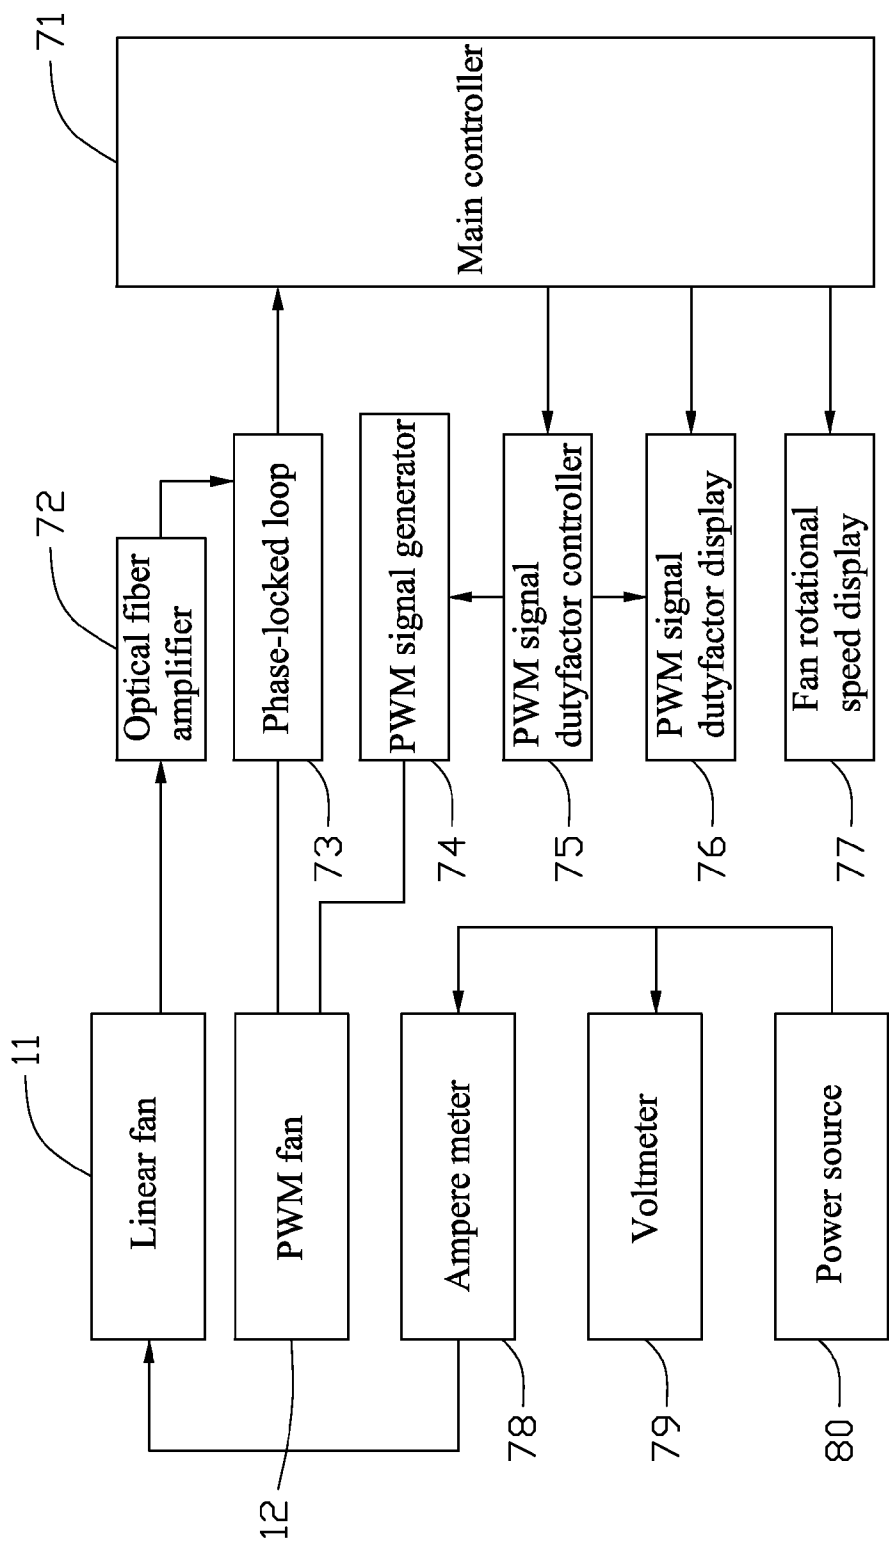 11
Linear fan
72
Optical fiber
amplifier
71
Main controller
12
PWM fan
73
Phase-locked loop
74
PWM signal generator
78
Ampere meter
75
PWM signal
dutyfactor controller
79
Voltmeter
76
PWM signal
dutyfactor display
80
Power source
77
Fan rotational
speed display